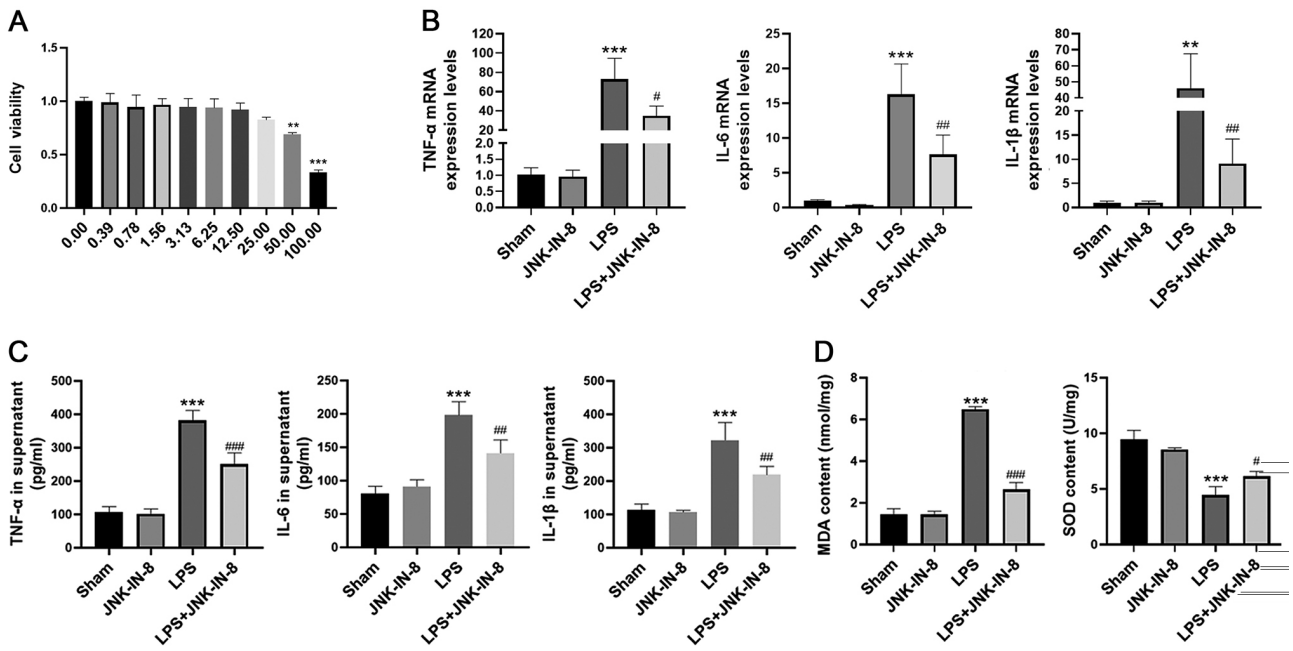 A
Cell viability
1.5
1.0
0.5
0.0
**
***
0.00
0.39
0.78
1.56
3.13
6.25
12.50
25.00
50.00
100.00
B
TNF-α mRNA
expression levels
120
100
80
60
40
20
2.0
1.5
1.0
0.5
0.0
***
#
Sham
JNK-IN-8
LPS
LPS+JNK-IN-8
IL-6 mRNA
expression levels
25
20
15
10
5
0
***
##
Sham
JNK-IN-8
LPS
LPS+JNK-IN-8
IL-1β mRNA
expression levels
80
70
60
50
40
30
20
15
10
5
0
**
##
Sham
JNK-IN-8
LPS
LPS+JNK-IN-8
C
TNF-α in supernatant
(pg/ml)
500
400
300
200
100
0
***
###
Sham
JNK-IN-8
LPS
LPS+JNK-IN-8
IL-6 in supernatant
(pg/ml)
250
200
150
100
50
0
***
##
Sham
JNK-IN-8
LPS
LPS+JNK-IN-8
IL-1β in supernatant
(pg/ml)
500
400
300
200
100
0
***
##
Sham
JNK-IN-8
LPS
LPS+JNK-IN-8
D
MDA content (nmol/mg)
8
6
4
2
0
***
###
Sham
JNK-IN-8
LPS
LPS+JNK-IN-8
SOD content (U/mg)
15
10
5
0
***
#
Sham
JNK-IN-8
LPS
LPS+JNK-IN-8